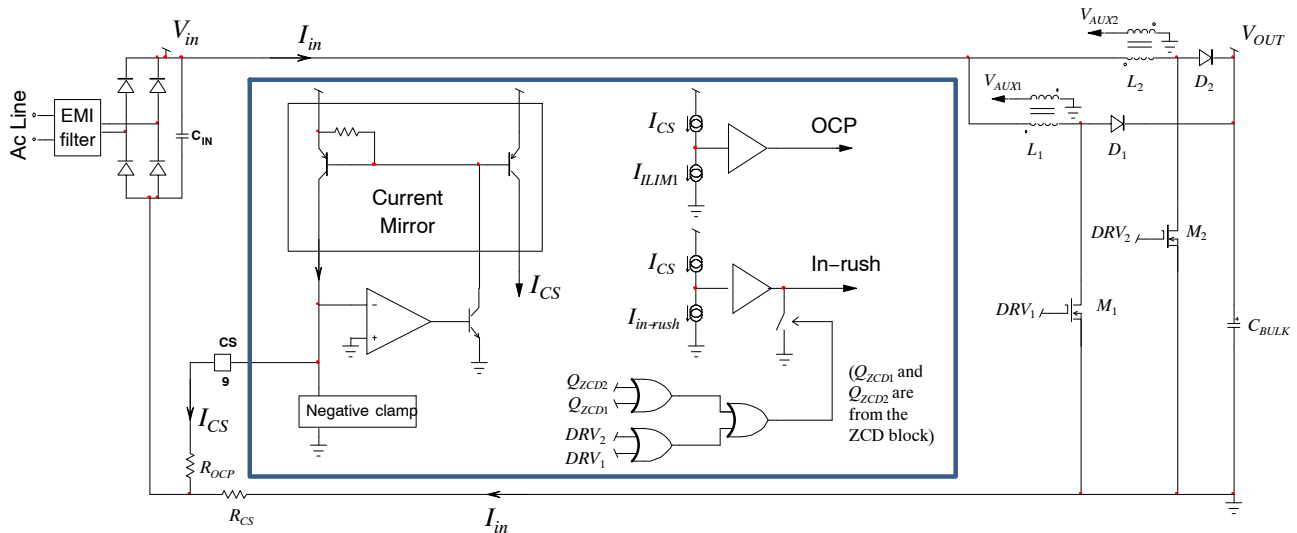 V_in
I_in
V_AUX2
V_OUT
L_2
D_2
Ac Line
EMI
filter
C_IN
V_AUX1
L_1
D_1
Current
Mirror
I_CS
I_CS
OCP
I_ILIM1
I_CS
In-rush
I_in-rush
DRV_2
M_2
DRV_1
M_1
C_BULK
+
−
+
CS
9
I_CS
Negative clamp
R_OCP
Q_ZCD2
Q_ZCD1
DRV_2
DRV_1
(Q_ZCD1 and
Q_ZCD2 are
from the
ZCD block)
R_CS
I_in